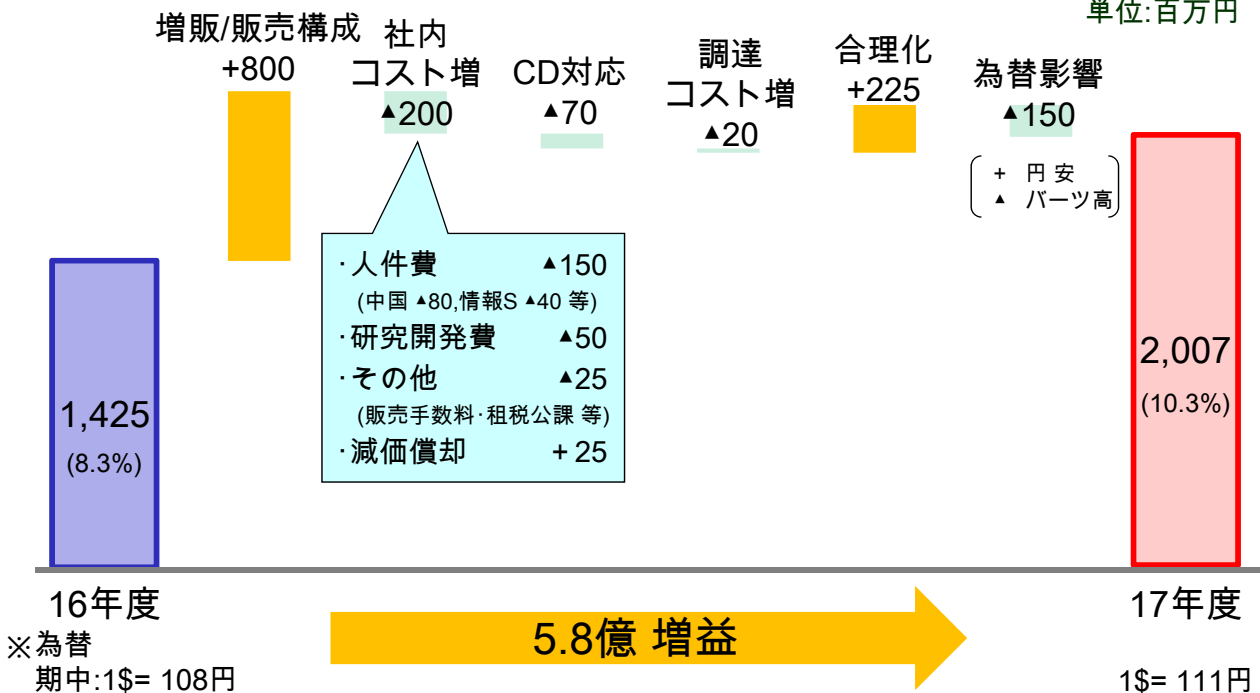 単位:百万円
増販/販売構成
+800
社内
コスト増
▲200
CD対応
▲70
調達
コスト増
▲20
合理化
+225
為替影響
▲150
+ 円 安
▲ バーツ高
･人件費 ▲150
(中国 ▲80,情報S ▲40 等)
･研究開発費 ▲50
･その他 ▲25
(販売手数料･租税公課 等)
･減価償却 + 25
1,425
(8.3%)
2,007
(10.3%)
16年度
17年度
5.8億 増益
※為替
期中:1$= 108円
1$= 111円